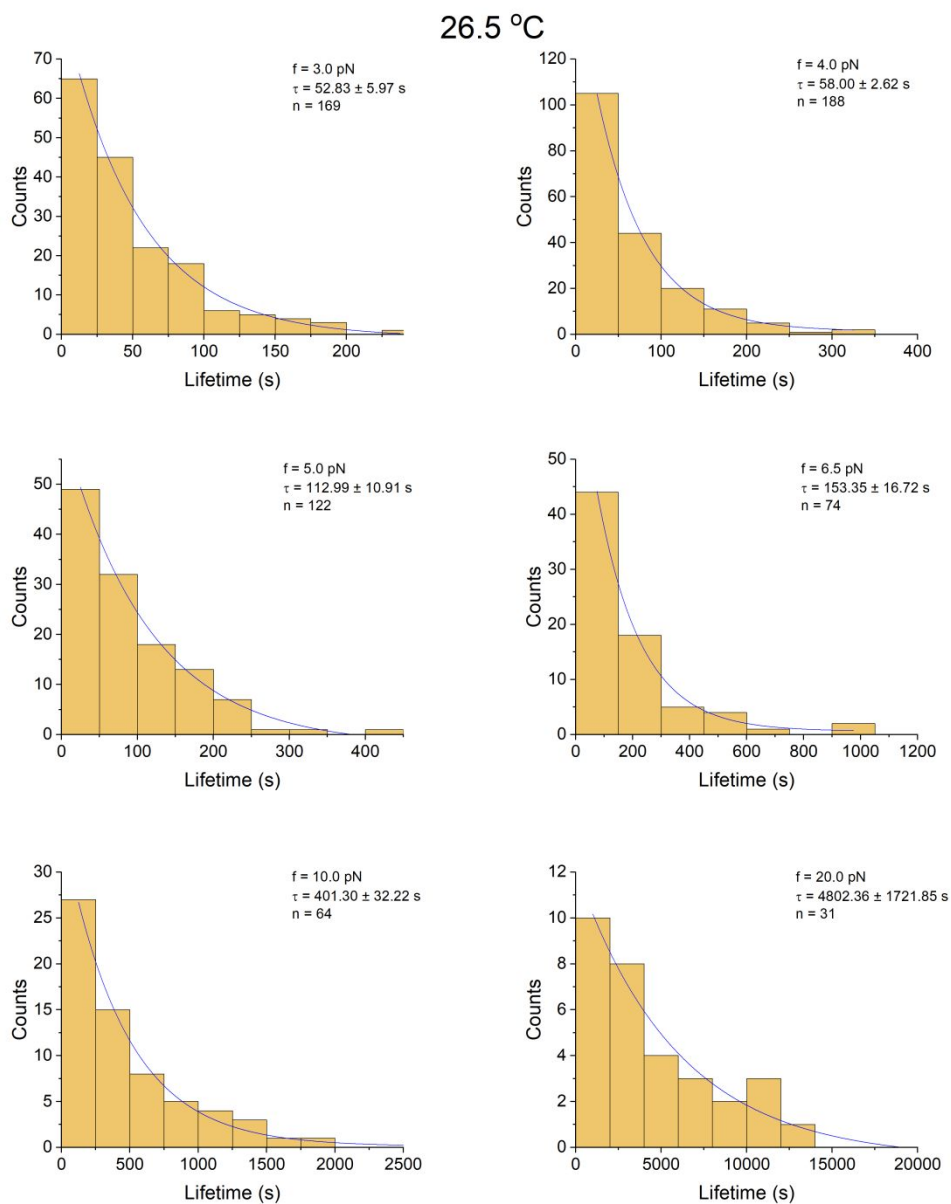 26.5 °C
f = 3.0 pN
τ = 52.83 ± 5.97 s
n = 169
70
60
50
40
30
20
10
0
Counts
0 50 100 150 200
Lifetime (s)
f = 4.0 pN
τ = 58.00 ± 2.62 s
n = 188
120
100
80
60
40
20
0
Counts
0 100 200 300 400
Lifetime (s)
f = 5.0 pN
τ = 112.99 ± 10.91 s
n = 122
50
40
30
20
10
0
Counts
0 100 200 300 400
Lifetime (s)
f = 6.5 pN
τ = 153.35 ± 16.72 s
n = 74
50
40
30
20
10
0
Counts
0 200 400 600 800 1000 1200
Lifetime (s)
f = 10.0 pN
τ = 401.30 ± 32.22 s
n = 64
30
25
20
15
10
5
0
Counts
0 500 1000 1500 2000 2500
Lifetime (s)
f = 20.0 pN
τ = 4802.36 ± 1721.85 s
n = 31
12
10
8
6
4
2
0
Counts
0 5000 10000 15000 20000
Lifetime (s)